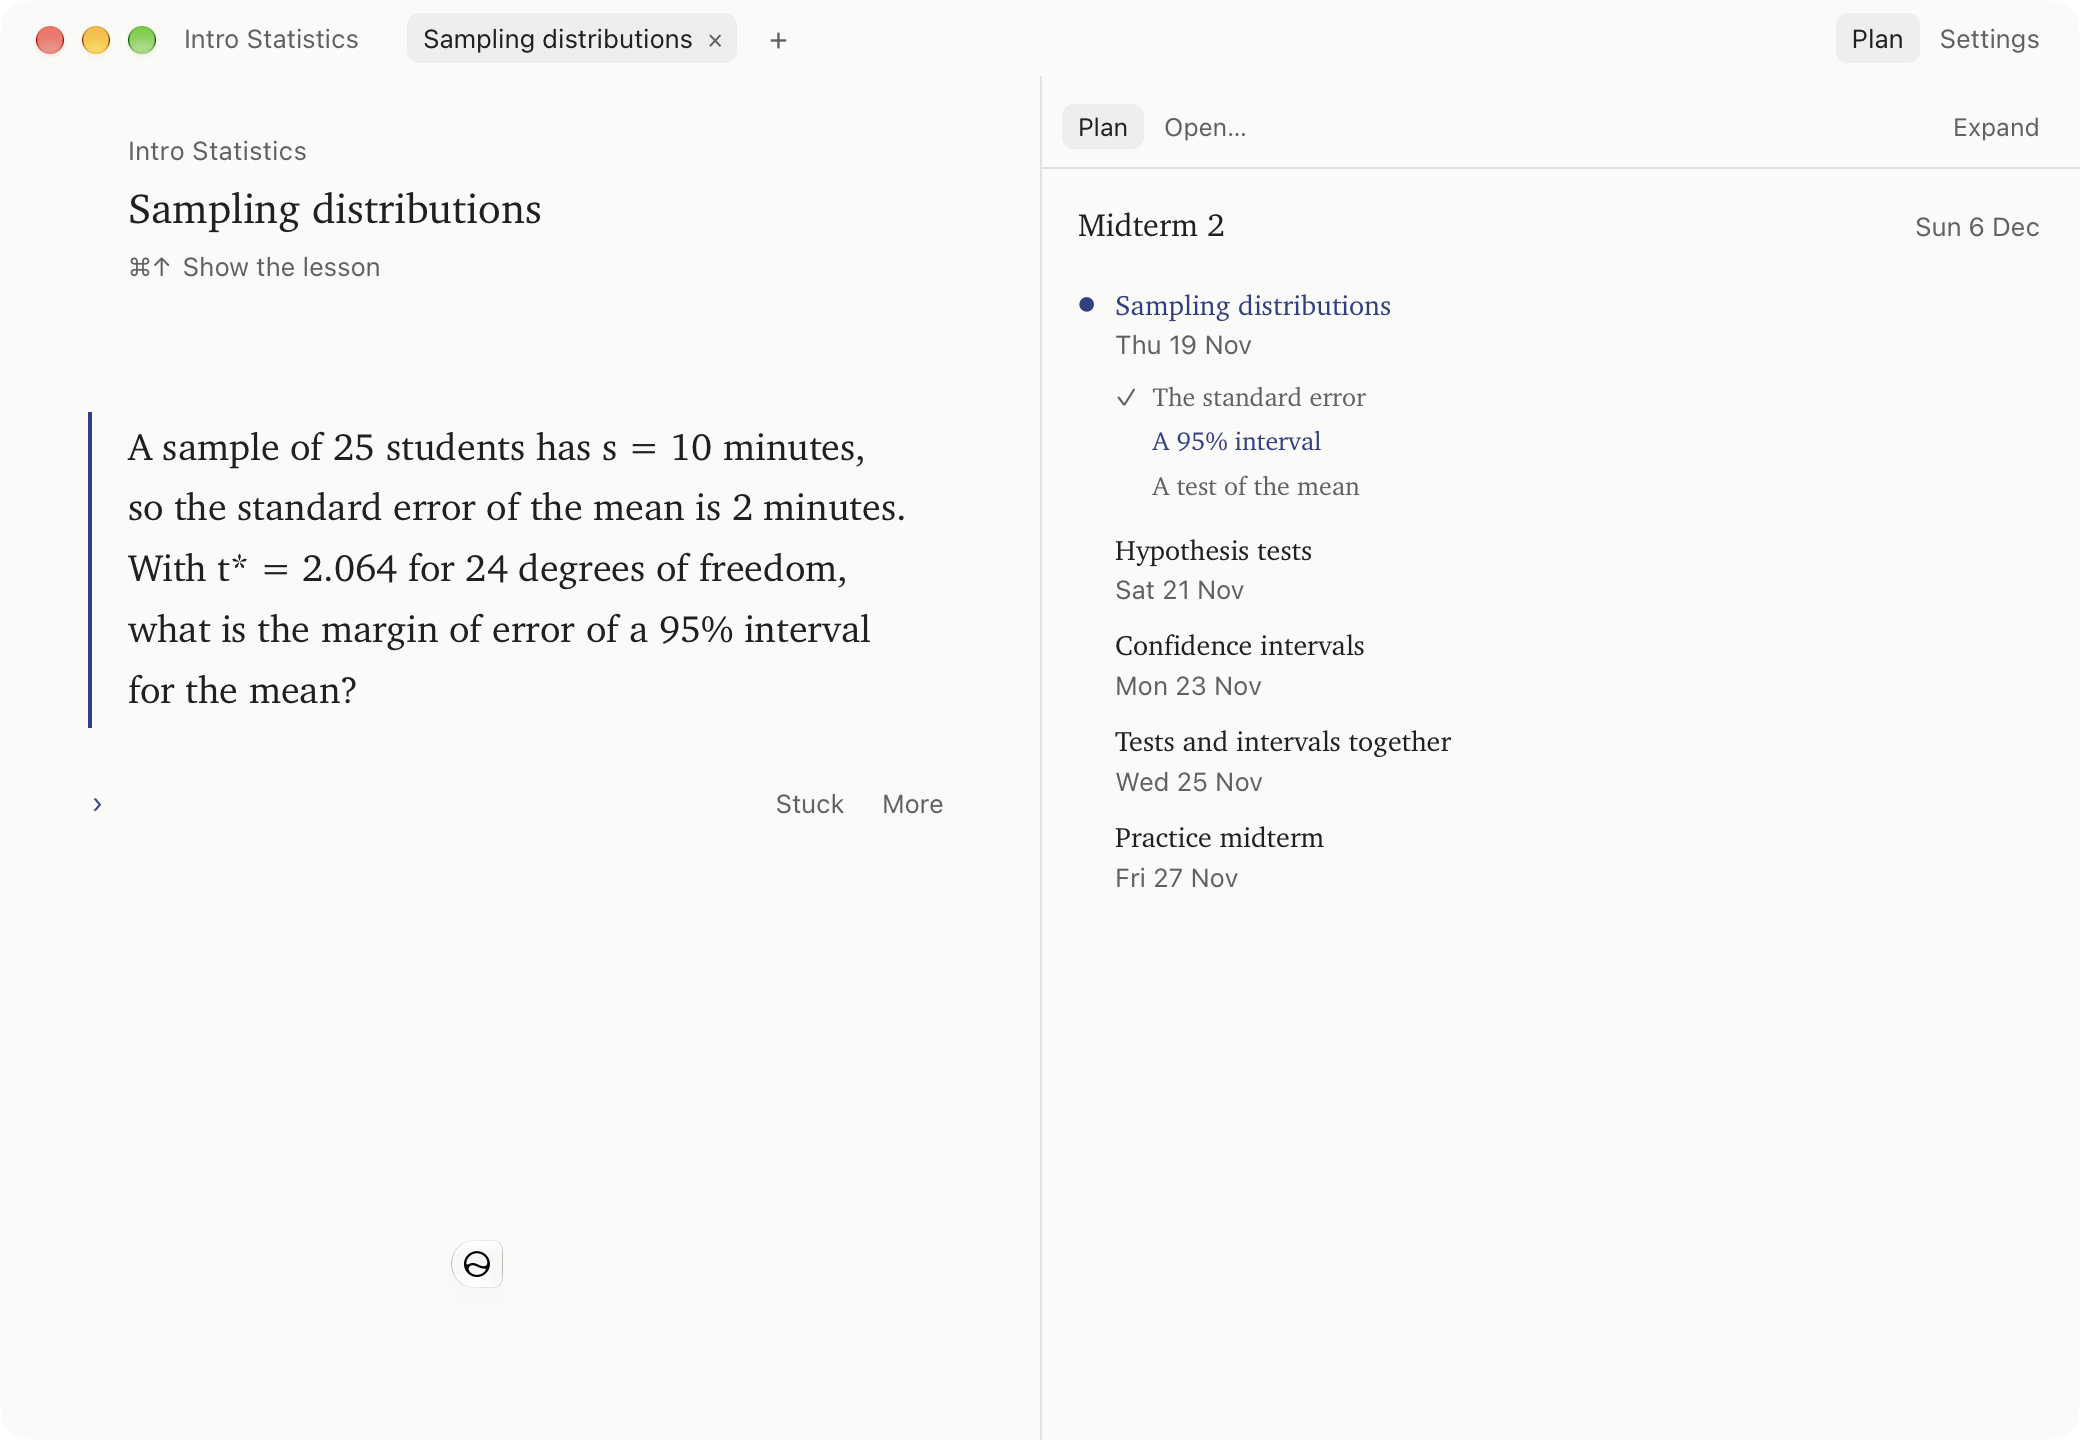 Intro Statistics
Sampling distributions ×
+
Plan
Settings
Intro Statistics
Sampling distributions
⌘↑ Show the lesson
A sample of 25 students has s = 10 minutes,
so the standard error of the mean is 2 minutes.
With t* = 2.064 for 24 degrees of freedom,
what is the margin of error of a 95% interval
for the mean?
›
Stuck
More
Plan
Open...
Expand
Midterm 2
Sun 6 Dec
Sampling distributions
Thu 19 Nov
✓ The standard error
A 95% interval
A test of the mean
Hypothesis tests
Sat 21 Nov
Confidence intervals
Mon 23 Nov
Tests and intervals together
Wed 25 Nov
Practice midterm
Fri 27 Nov